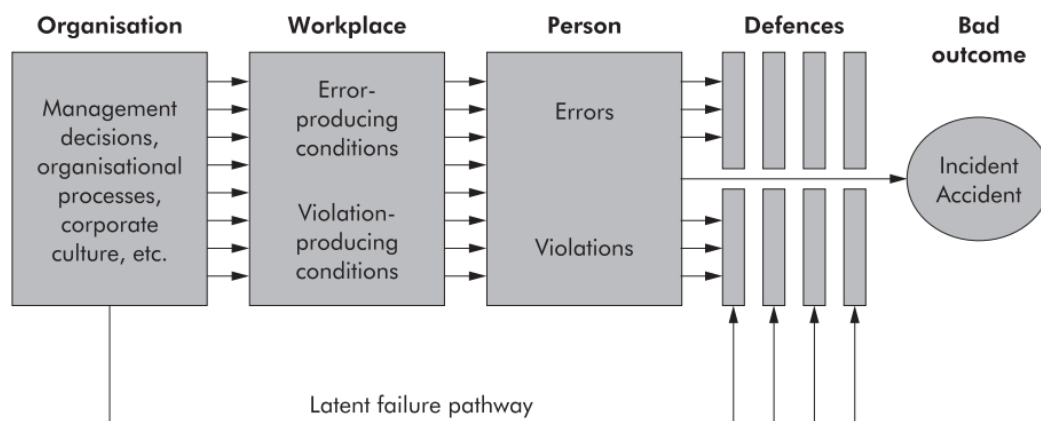 Organisation
Workplace
Person
Defences
Bad
outcome
Management
decisions,
organisational
processes,
corporate
culture, etc.
Error-
producing
conditions
Violation-
producing
conditions
Errors
Violations
Incident
Accident
Latent failure pathway